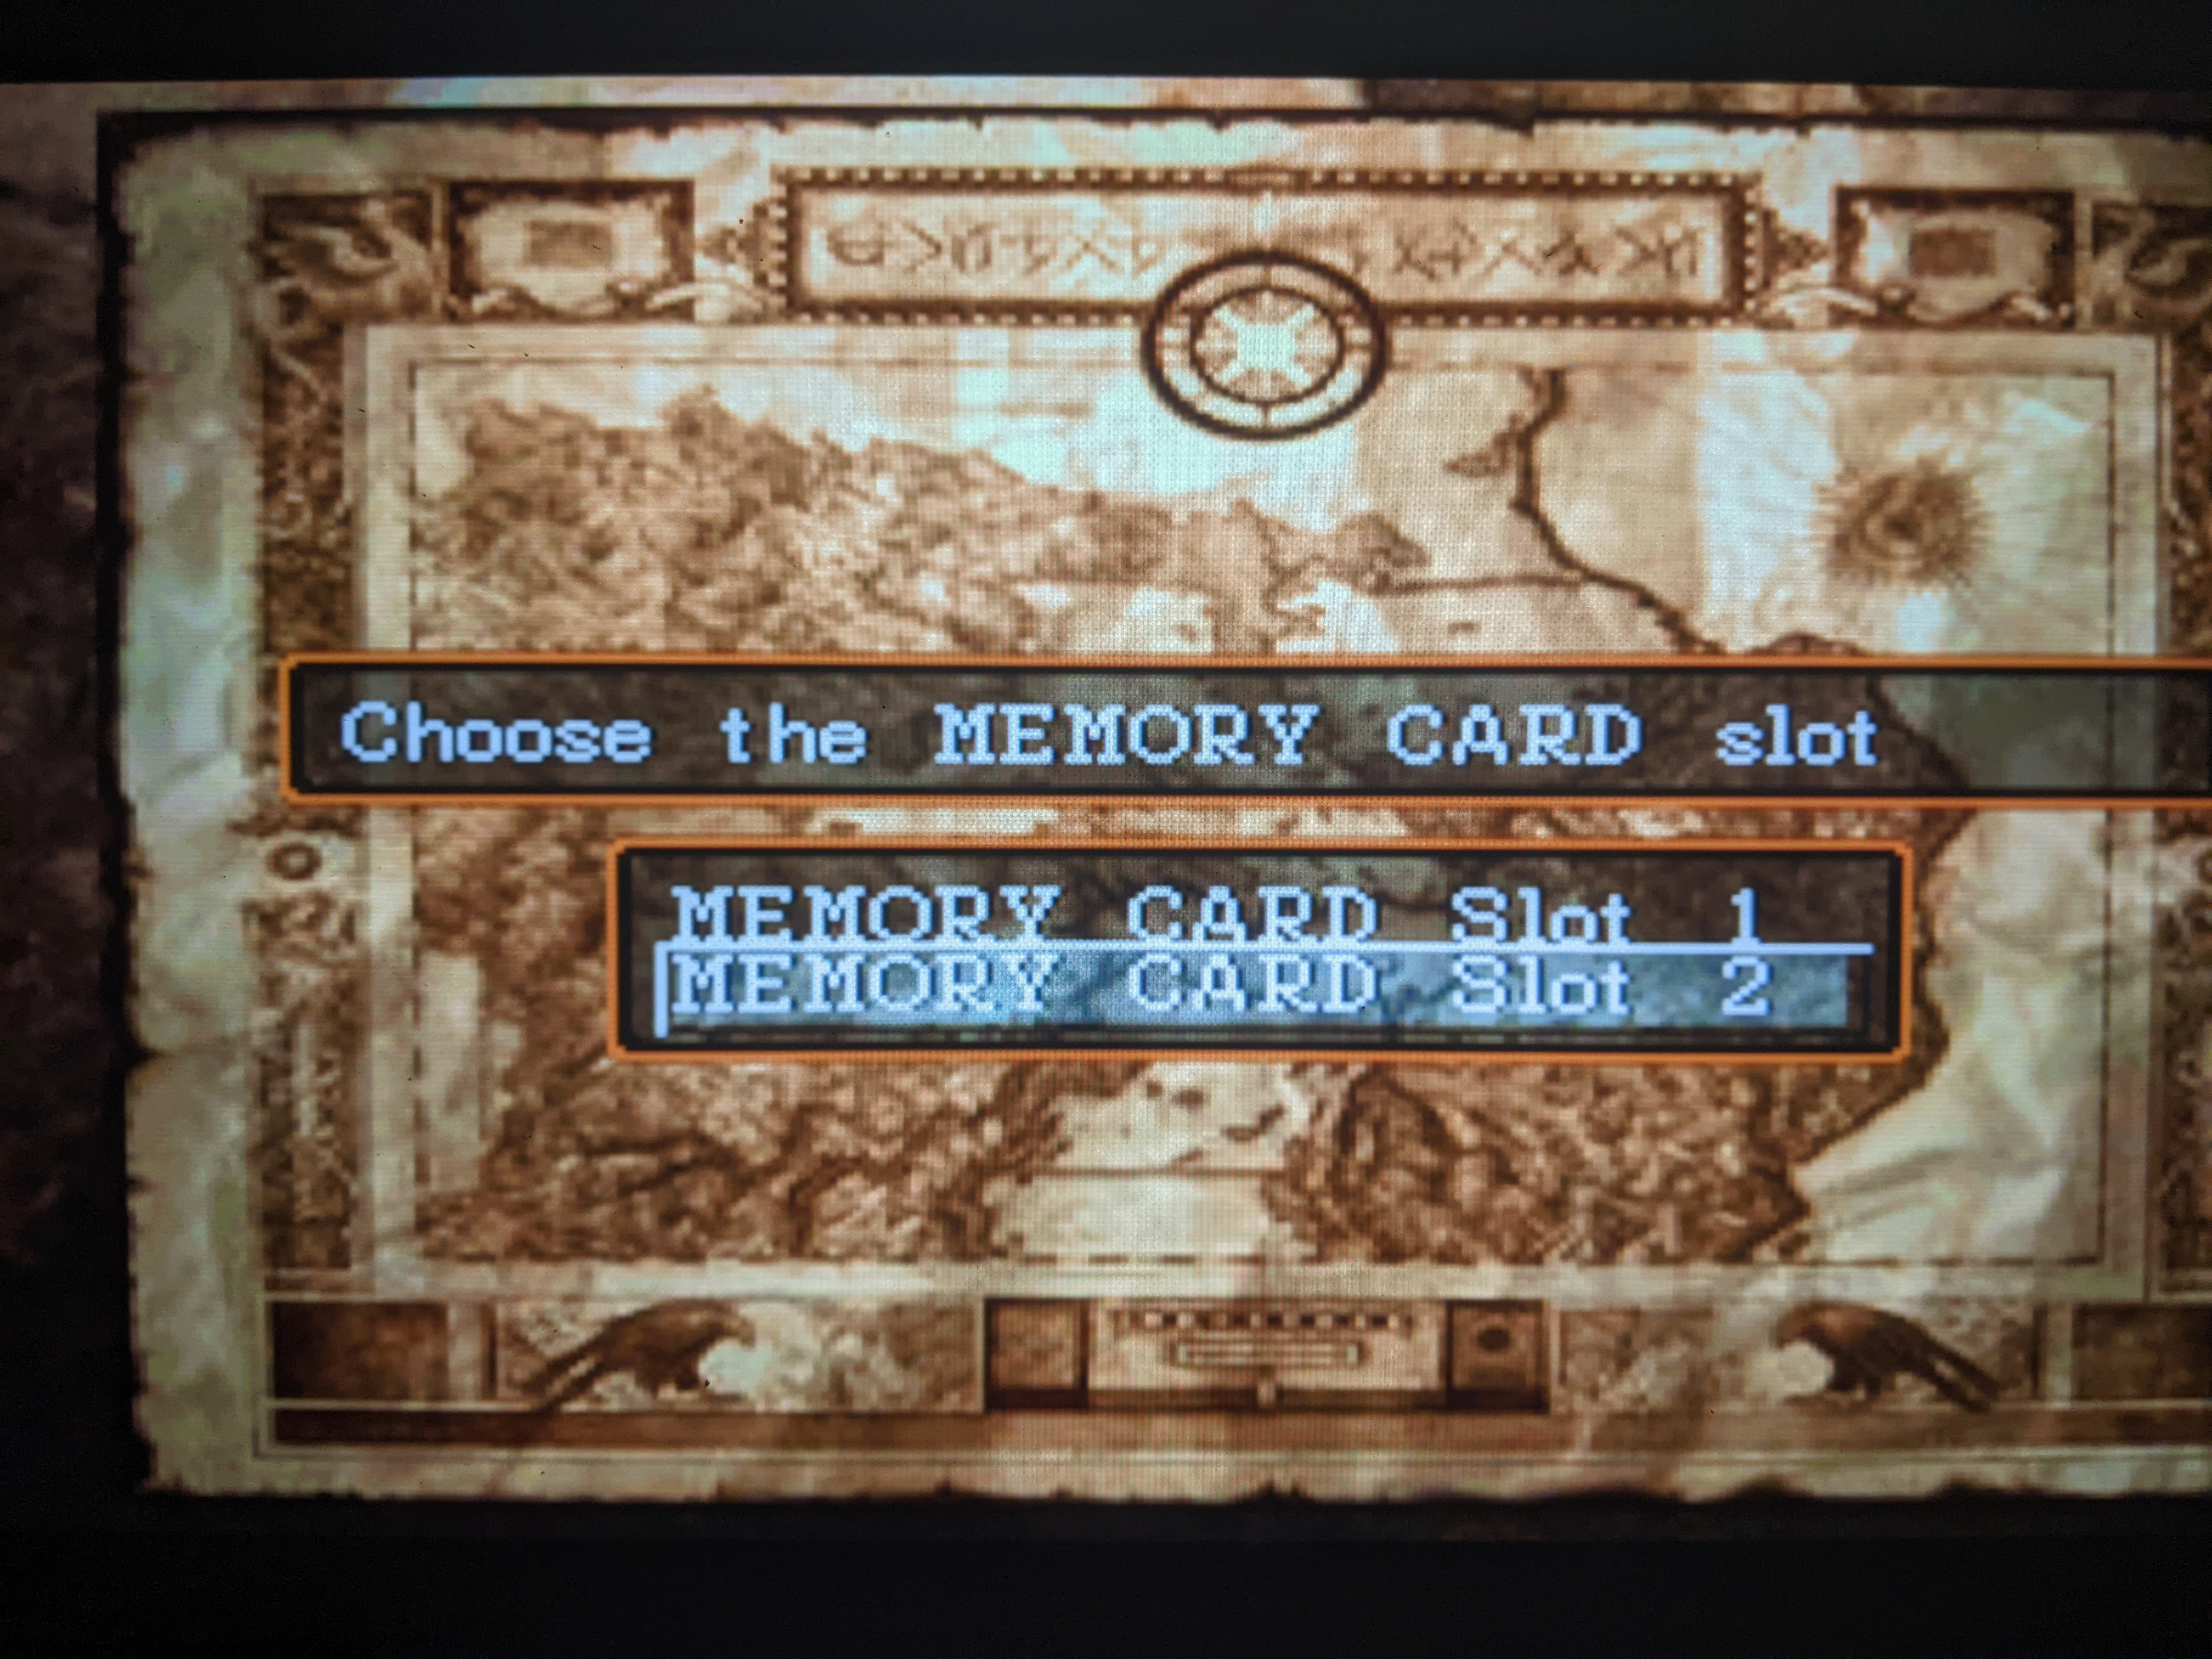 Choose the MEMORY CARD slot
MEMORY CARD Slot 1
MEMORY CARD Slot 2